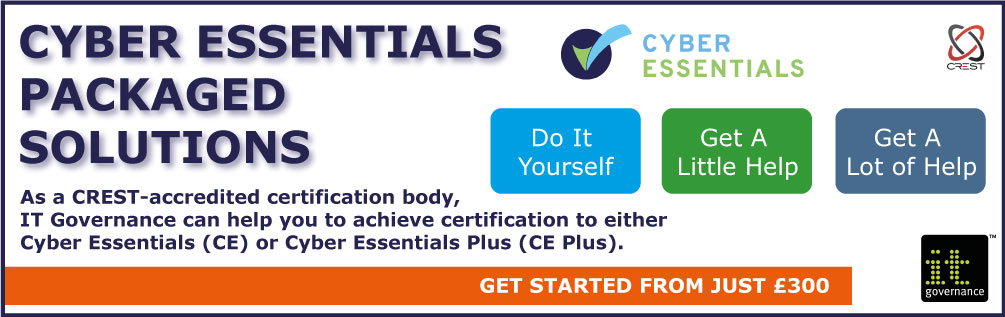 CYBER ESSENTIALS
PACKAGED
SOLUTIONS
CYBER
ESSENTIALS
CREST
Do It
Yourself
Get A
Little Help
Get A
Lot of Help
As a CREST-accredited certification body,
IT Governance can help you to achieve certification to either
Cyber Essentials (CE) or Cyber Essentials Plus (CE Plus).
GET STARTED FROM JUST £300
it
governance
TM